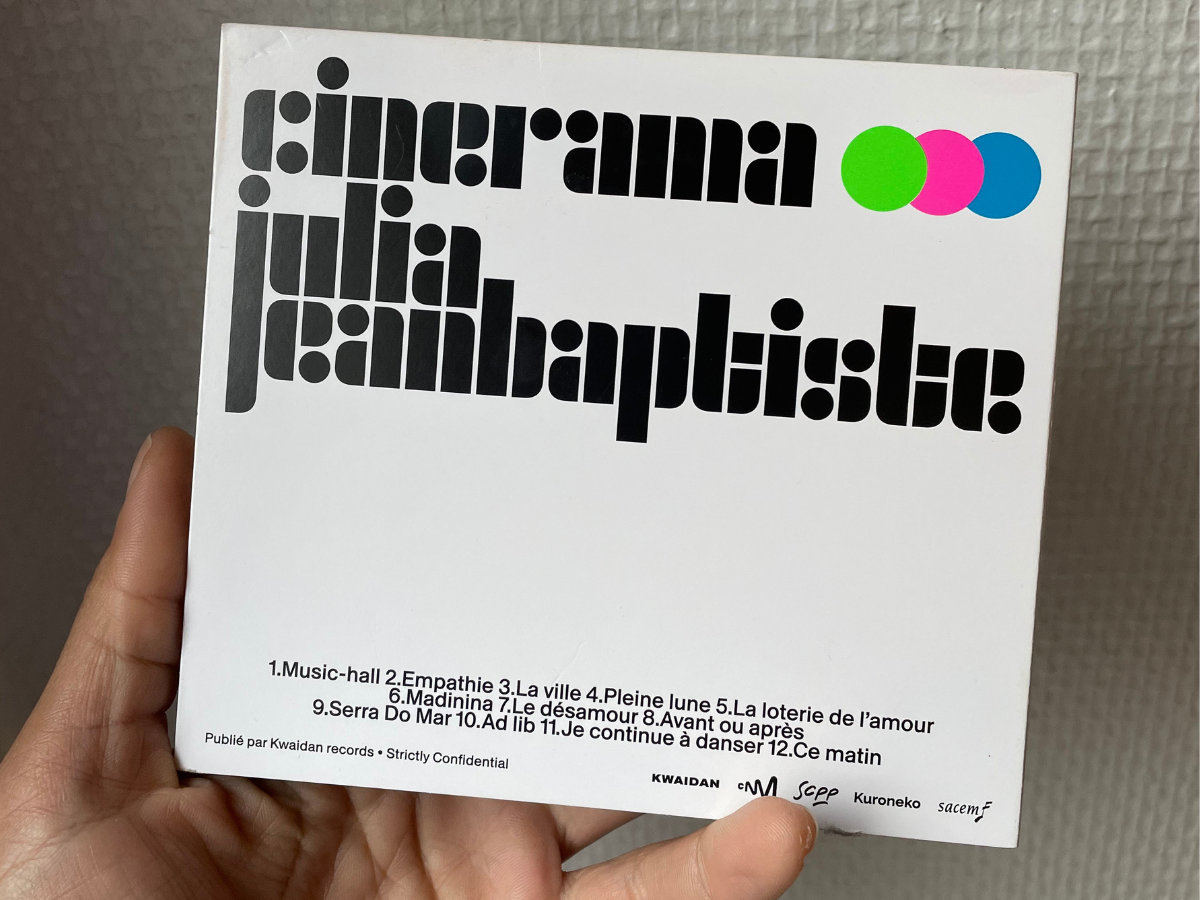 cinerama
julia
jeanbaptiste
1.Music-hall 2.Empathie 3.La ville 4.Pleine lune 5.La loterie de l'amour
6.Madinina 7.Le désamour 8.Avant ou après
9.Serra Do Mar 10.Ad lib 11.Je continue à danser 12.Ce matin
Publié par Kwaidan records • Strictly Confidential
KWAIDAN cnm scpp Kuroneko sacem